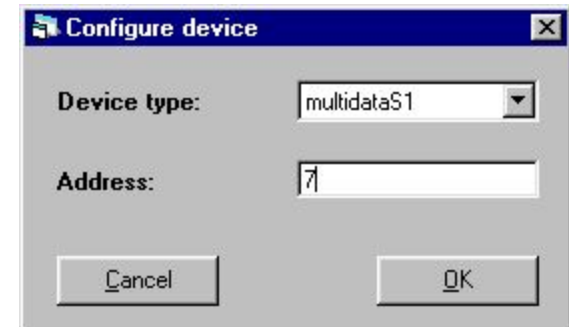 Configure device
Device type: multidataS1
Address: 7
Cancel OK